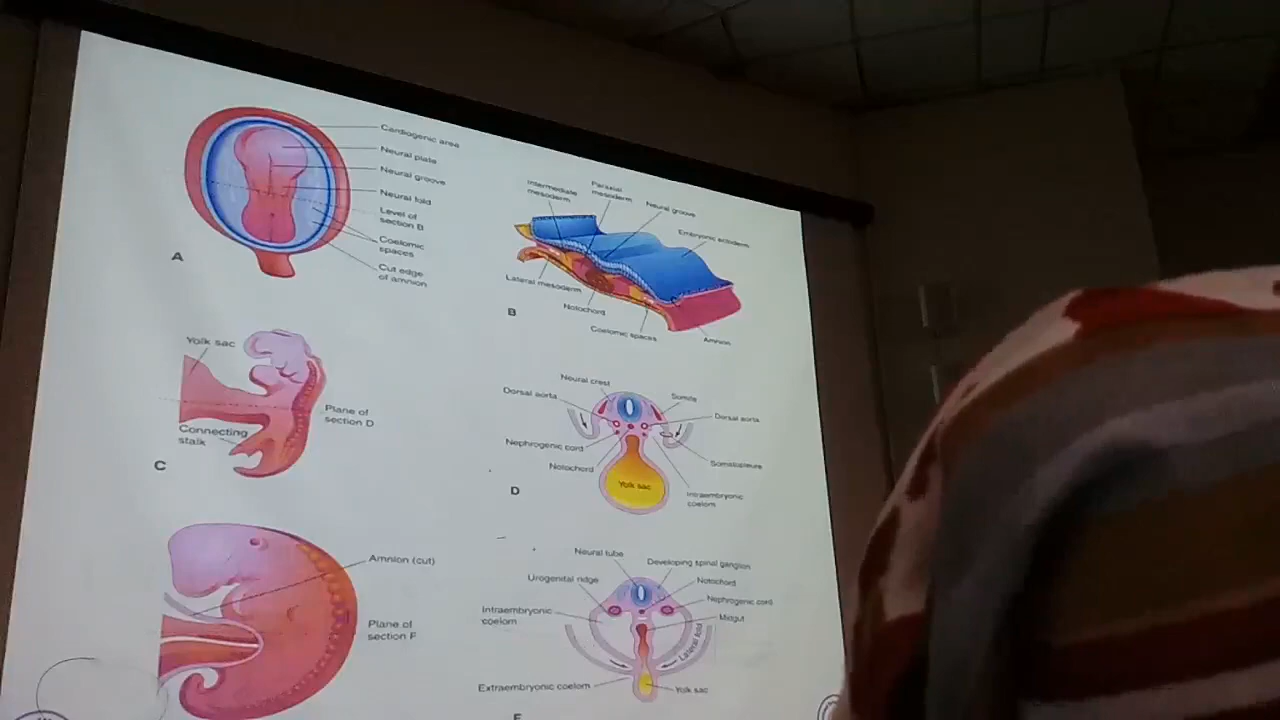 Cardiogenic area
Neural plate
Neural groove
Neural fold
Level of
section B
Coelomic
spaces
Cut edge
of amnion
A
Intermediate
mesoderm
Paraxial
mesoderm
Neural groove
Embryonic ectoderm
Lateral mesoderm
Notochord
Coelomic spaces
Amnion
B
Yolk sac
Plane of
section D
Connecting
stalk
C
Neural crest
Somite
Dorsal aorta
Dorsal aorta
Nephrogenic cord
Notochord
Somatopleure
Yolk sac
Intraembryonic
coelom
D
Amnion (cut)
Plane of
section F
Neural tube
Developing spinal ganglion
Urogenital ridge
Notochord
Nephrogenic cord
Intraembryonic
coelom
Midgut
Lateral fold
Extraembryonic coelom
Yolk sac